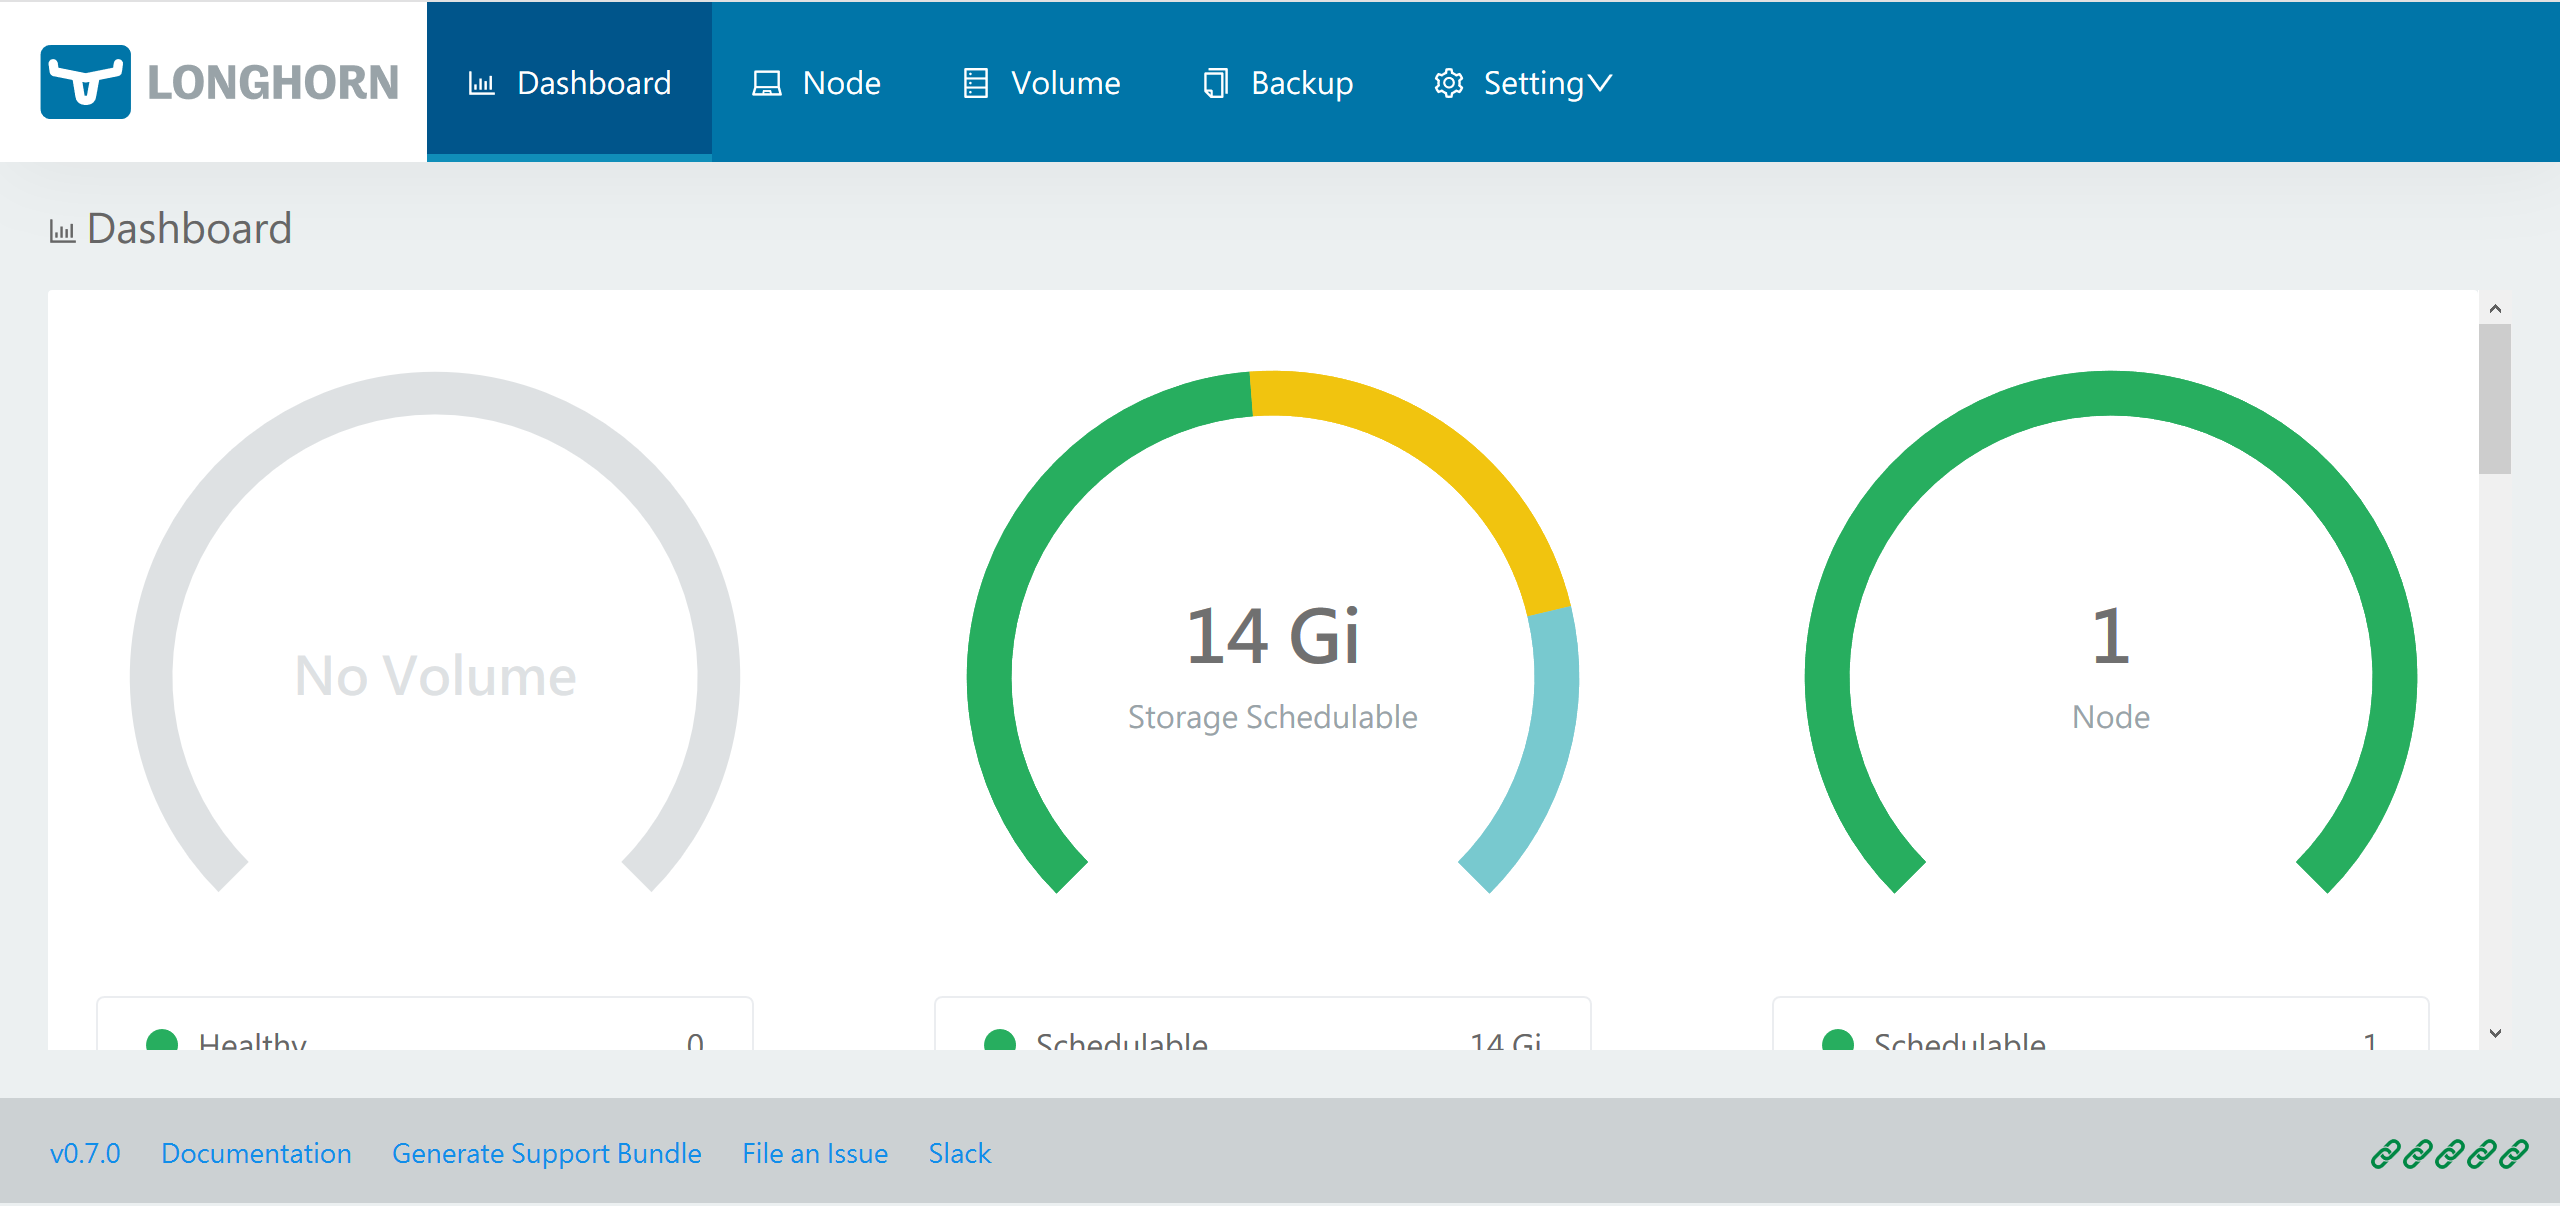 LONGHORN Dashboard Node Volume Backup Setting
Dashboard
No Volume
14 Gi
Storage Schedulable
1
Node
Healthy 0
Schedulable 14 Gi
Schedulable 1
v0.7.0 Documentation Generate Support Bundle File an Issue Slack